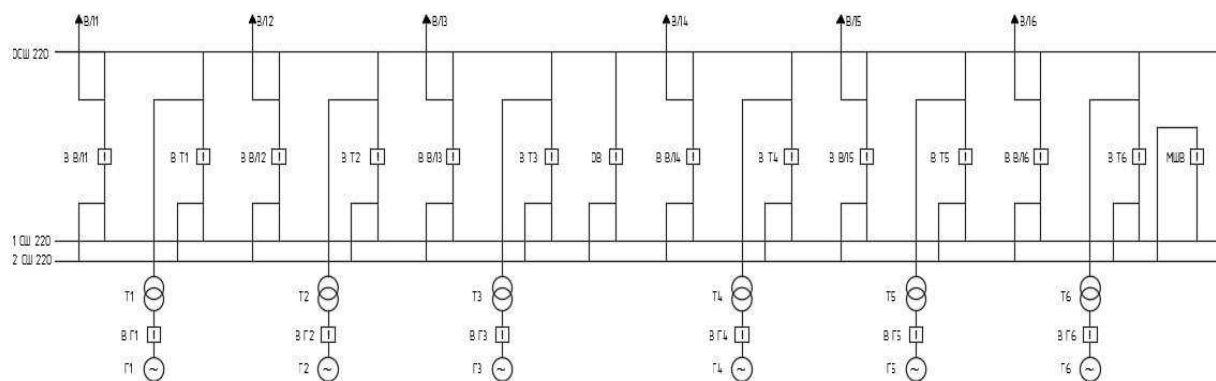 ВЛ1 ВЛ2 ВЛ3 ВЛ4 ВЛ5 ВЛ6
ОСШ 220
В ВЛ1 В Т1 В ВЛ2 В Т2 В ВЛ3 В Т3 ОВ В ВЛ4 В Т4 В ВЛ5 В Т5 В ВЛ6 В Т6 МШВ
1 СШ 220
2 СШ 220
Т1 Т2 Т3 Т4 Т5 Т6
В Г1 В Г2 В Г3 В Г4 В Г5 В Г6
Г1 Г2 Г3 Г4 Г5 Г6